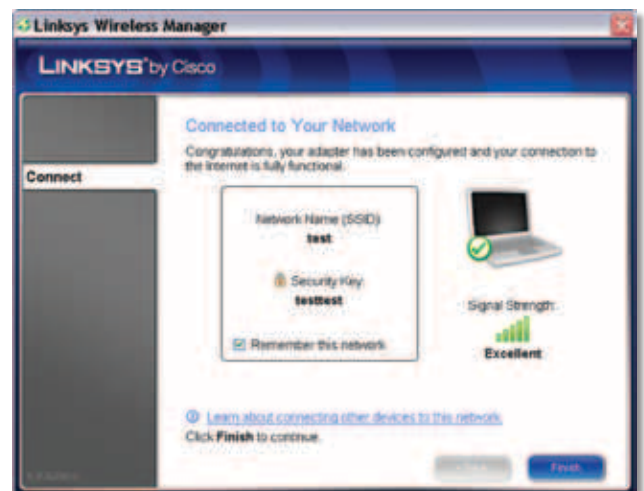 Linksys Wireless Manager
LINKSYS by Cisco
Connected to Your Network
Congratulations, your adapter has been configured and your connection to
the Internet is fully functional.
Connect
Network Name (SSID)
test
Security Key
testtest
Remember this network
Signal Strength:
Excellent
Learn about connecting other devices to this network.
Click Finish to continue.
Finish